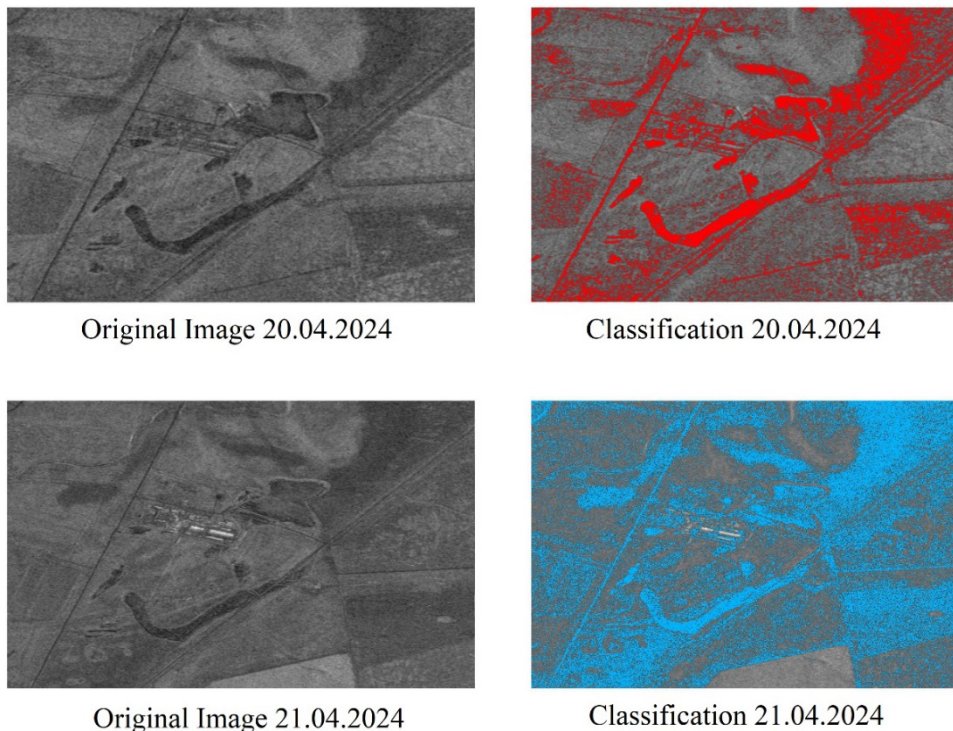 Original Image 20.04.2024
Classification 20.04.2024
Original Image 21.04.2024
Classification 21.04.2024